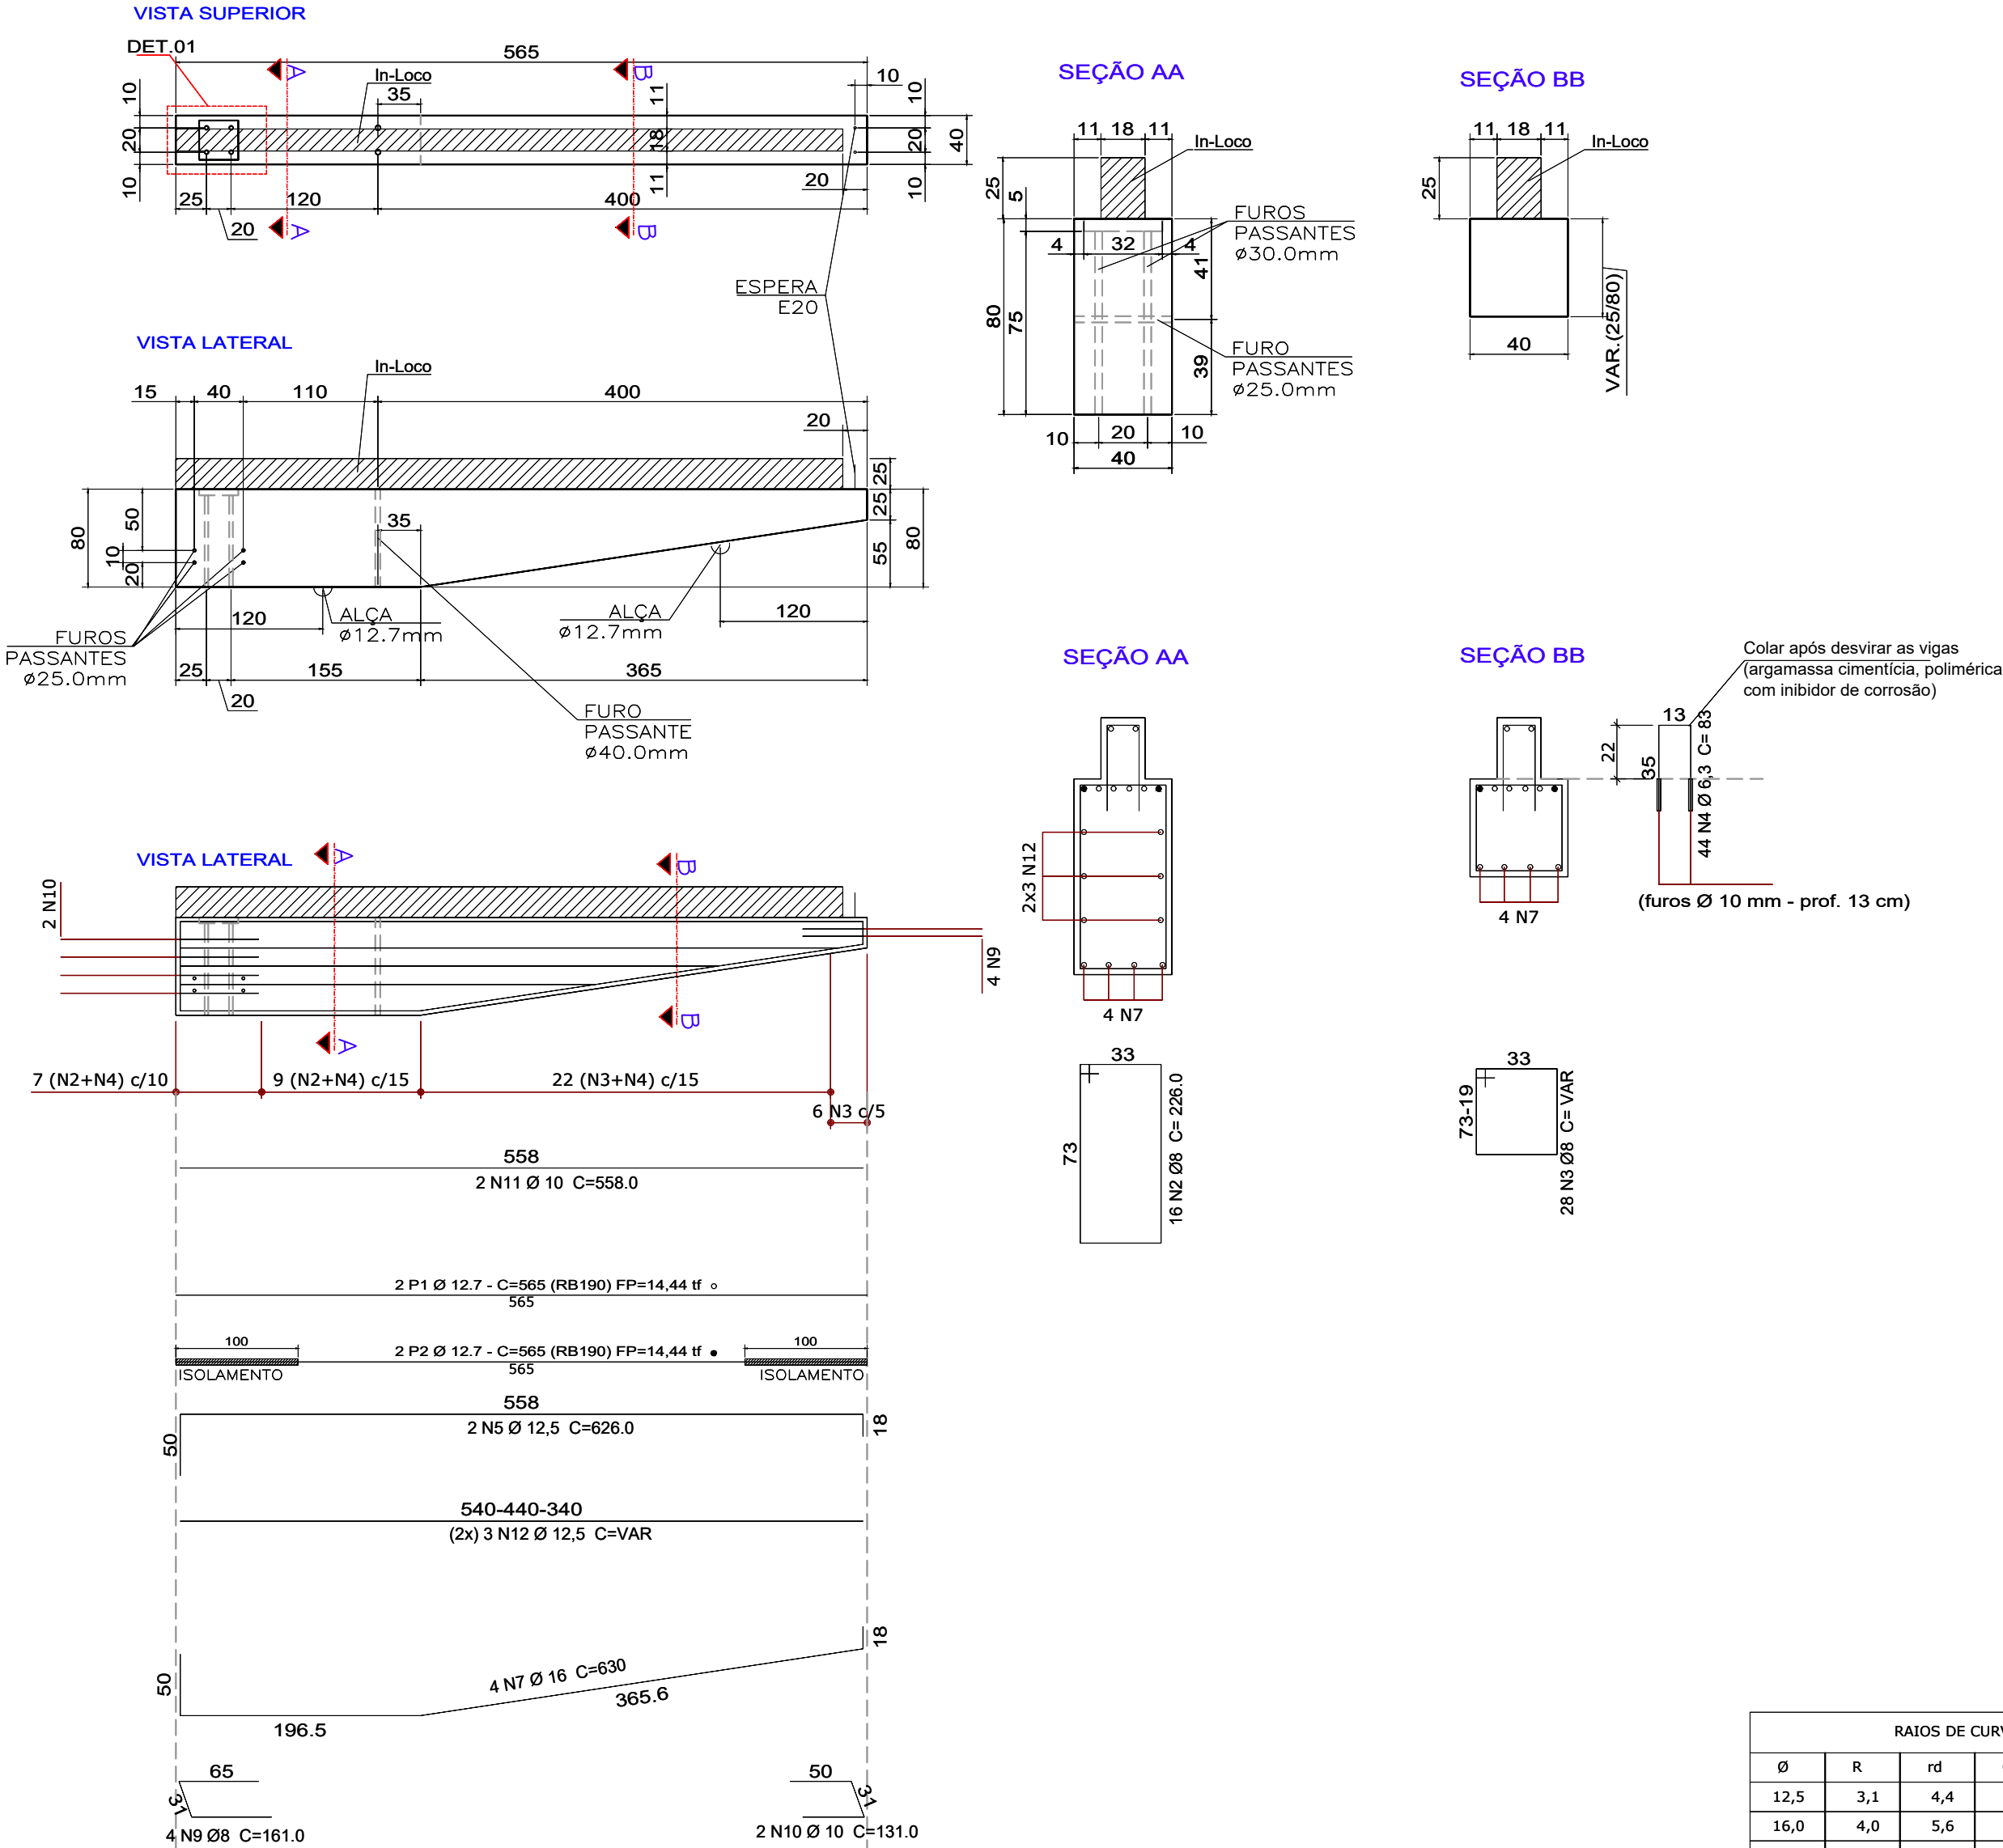 VISTA SUPERIOR
DET.01
565
A
B
In-Loco
35
10
10
20
10
11
18
11
10
20
10
40
25
120
400
20
20
A
B
ESPERA
E20
VISTA LATERAL
In-Loco
15
40
110
400
20
80
50
10
20
35
25
25
55
80
120
ALÇA
ø12.7mm
ALÇA
ø12.7mm
120
FUROS
PASSANTES
ø25.0mm
25
155
365
20
FURO
PASSANTE
ø40.0mm
SEÇÃO AA
11
18
11
In-Loco
25
5
FUROS
PASSANTES
ø30.0mm
4
32
4
41
80
75
39
FURO
PASSANTES
ø25.0mm
10
20
10
40
SEÇÃO BB
11
18
11
In-Loco
25
VAR.(25/80)
40
VISTA LATERAL
A
B
2 N10
4 N9
A
B
7 (N2+N4) c/10
9 (N2+N4) c/15
22 (N3+N4) c/15
6 N3 c/5
SEÇÃO AA
2x3 N12
4 N7
33
73
16 N2 Ø8 C= 226.0
SEÇÃO BB
4 N7
Colar após desvirar as vigas
(argamassa cimentícia, polimérica
com inibidor de corrosão)
13
22
35
44 N4 Ø 6,3 C= 83
(furos Ø 10 mm - prof. 13 cm)
33
73-19
28 N3 Ø8 C= VAR
558
2 N11 Ø 10 C=558.0
2 P1 Ø 12.7 - C=565 (RB190) FP=14,44 tf
565
100
2 P2 Ø 12.7 - C=565 (RB190) FP=14,44 tf
100
565
ISOLAMENTO
ISOLAMENTO
558
2 N5 Ø 12,5 C=626.0
50
18
540-440-340
(2x) 3 N12 Ø 12,5 C=VAR
18
50
4 N7 Ø 16 C=630
365.6
196.5
65
31
4 N9 Ø8 C=161.0
50
31
2 N10 Ø 10 C=131.0
RAIOS DE CUR
Ø R rd
12,5 3,1 4,4
16,0 4,0 5,6